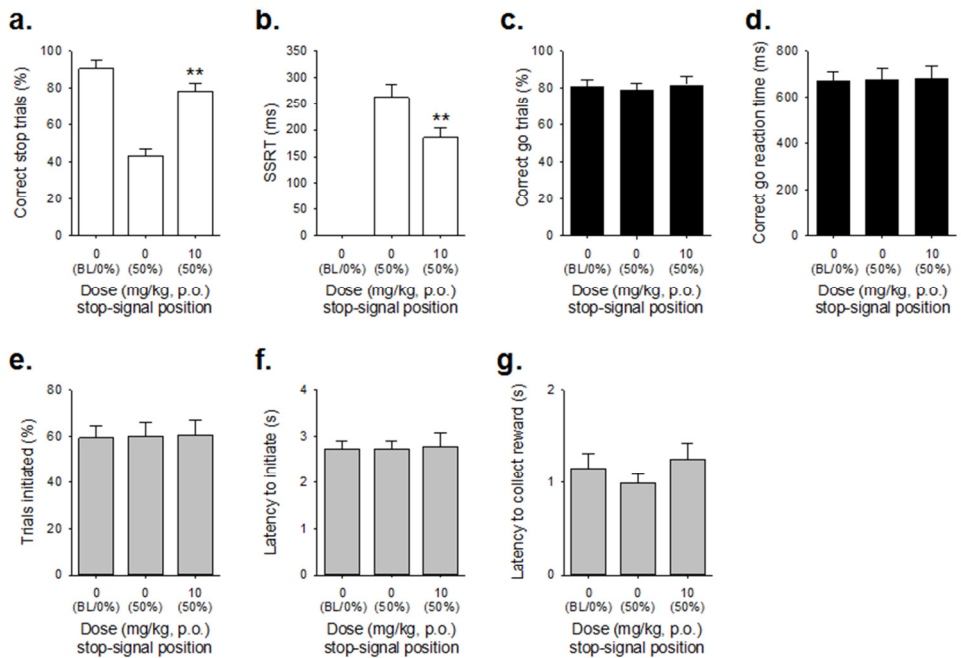 a.
Correct stop trials (%)
100
80
60
40
20
0
**
0 0 10
(BL/0%) (50%) (50%)
Dose (mg/kg, p.o.)
stop-signal position
b.
SSRT (ms)
350
300
250
200
150
100
50
0
**
0 0 10
(BL/0%) (50%) (50%)
Dose (mg/kg, p.o.)
stop-signal position
c.
Correct go trials (%)
100
80
60
40
20
0
0 0 10
(BL/0%) (50%) (50%)
Dose (mg/kg, p.o.)
stop-signal position
d.
Correct go reaction time (ms)
800
600
400
200
0
0 0 10
(BL/0%) (50%) (50%)
Dose (mg/kg, p.o.)
stop-signal position
e.
Trials initiated (%)
80
60
40
20
0
0 0 10
(BL/0%) (50%) (50%)
Dose (mg/kg, p.o.)
stop-signal position
f.
Latency to initiate (s)
4
3
2
1
0
0 0 10
(BL/0%) (50%) (50%)
Dose (mg/kg, p.o.)
stop-signal position
g.
Latency to collect reward (s)
2
1
0
0 0 10
(BL/0%) (50%) (50%)
Dose (mg/kg, p.o.)
stop-signal position